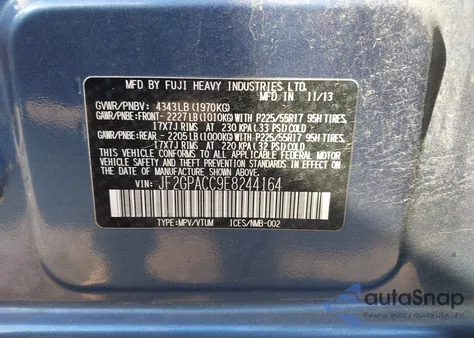 MFD BY FUJI HEAVY INDUSTRIES LTD.
MFD IN 11/13
GVWR/PNBV: 4343LB(1970KG)
GAWR/PNBE:FRONT- 2227LB(1010KG)WITH P225/55R17 95H TIRES.
17X7J RIMS AT 230 KPA(33 PSI)COLD
GAWR/PNBE:REAR - 2205LB(1000KG)WITH P225/55R17 95H TIRES.
17X7J RIMS AT 220 KPA(32 PSI)COLD
THIS VEHICLE CONFORMS TO ALL APPLICABLE FEDERAL MOTOR
VEHICLE SAFETY, BUMPER, AND THEFT PREVENTION STANDARDS
IN EFFECT ON THE DATE OF MANUFACTURE SHOWN ABOVE.
VIN: JF2GPACC9E8244164
TYPE:MPV/VTUM ICES/NMB-002
autaSnap